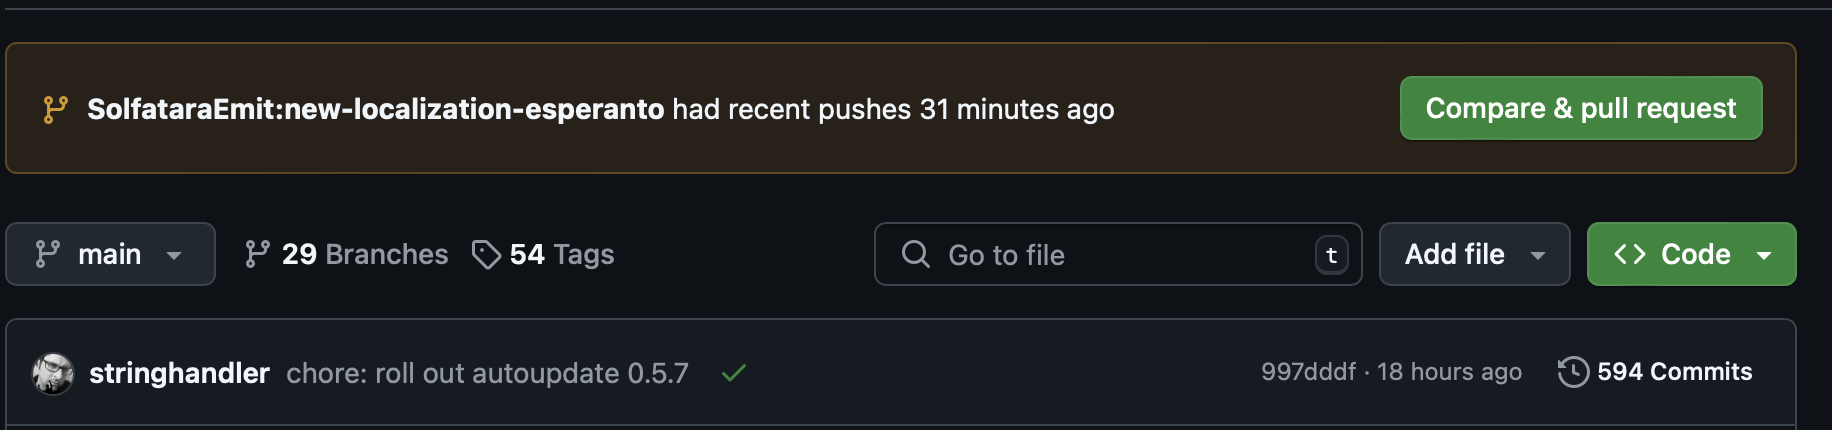 SolfataraEmit:new-localization-esperanto had recent pushes 31 minutes ago
Compare & pull request
main
29 Branches
54 Tags
Go to file
t
Add file
<> Code
stringhandler chore: roll out autoupdate 0.5.7
997dddf · 18 hours ago
594 Commits